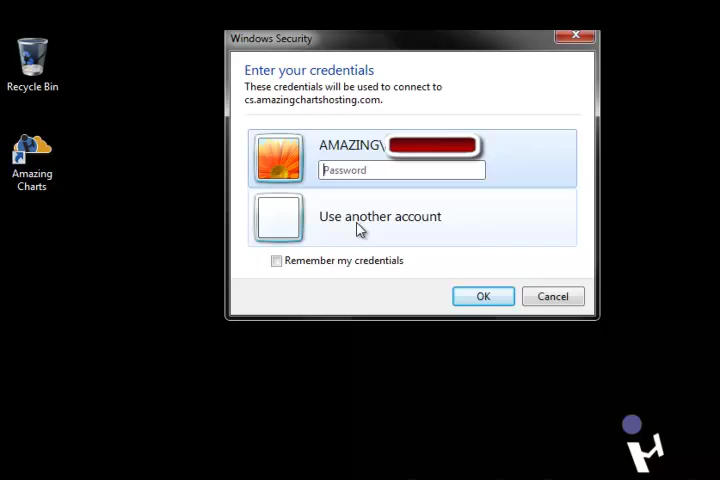 Windows Security
Enter your credentials
These credentials will be used to connect to
cs.amazingchartshosting.com.
AMAZING\
Password
Use another account
Remember my credentials
OK
Cancel
Recycle Bin
Amazing
Charts